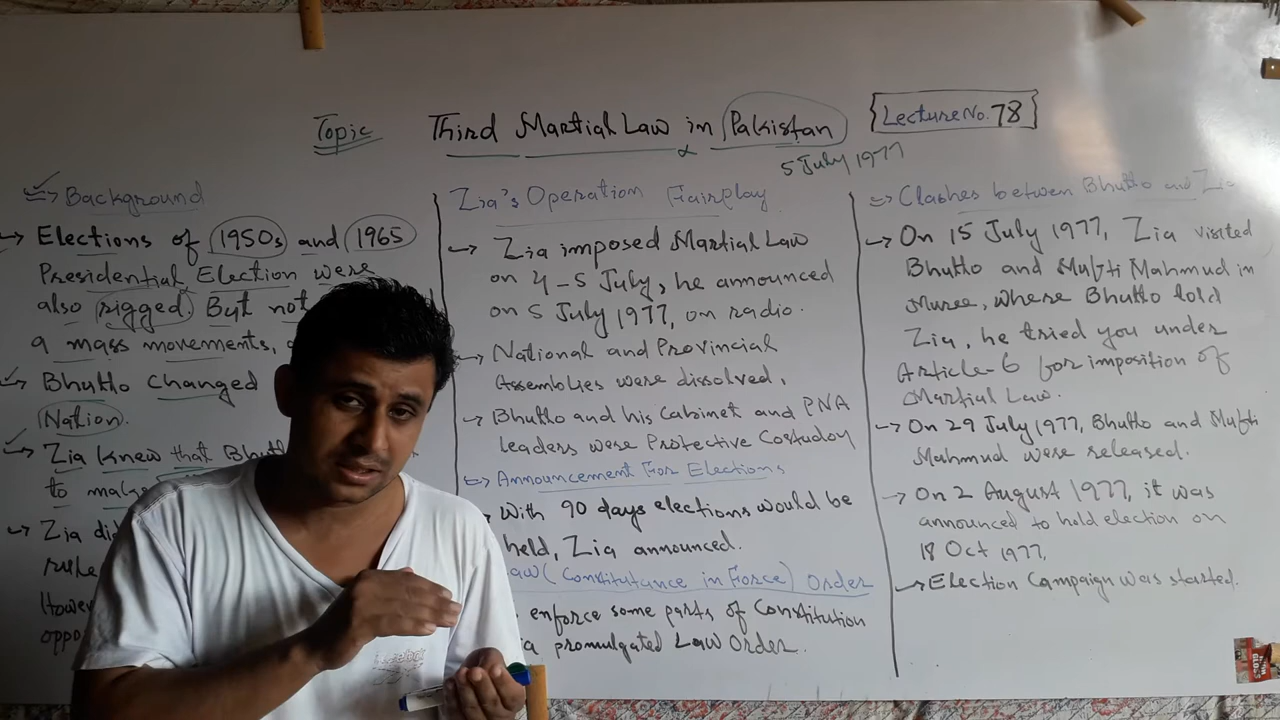 Topic
Third Martial Law in Pakistan
Lecture No. 78
5 July 1977
Background
Elections of 1950s and 1965
Presidential Election were
also rigged. But not
a mass movements,
Bhutto changed
Nation.
Zia knew that Bhutt
to make
Zia did
rule
Howev
oppo
Zia's Operation Fairplay
Zia imposed Martial Law
on 4-5 July, he announced
on 5 July 1977, on radio.
National and Provincial
Assemblies were dissolved.
Bhutto and his Cabinet and PNA
leaders were Protective Costudoy
Announcement For Elections
With 90 days elections would be
held, Zia announced.
aw (Constitutance in Force) Order
enforce some parts of Constitution
a promulgated Law Order.
Clashes between Bhutto and Zia
On 15 July 1977, Zia visited
Bhutto and Mufti Mahmud in
Muree, where Bhutto told
Zia, he tried you under
Article-6 for imposition of
Martial Law.
On 29 July 1977, Bhutto and Mufti
Mahmud were released.
On 2 August 1977, it was
announced to hold election on
18 Oct 1977.
Election Campaign was started.